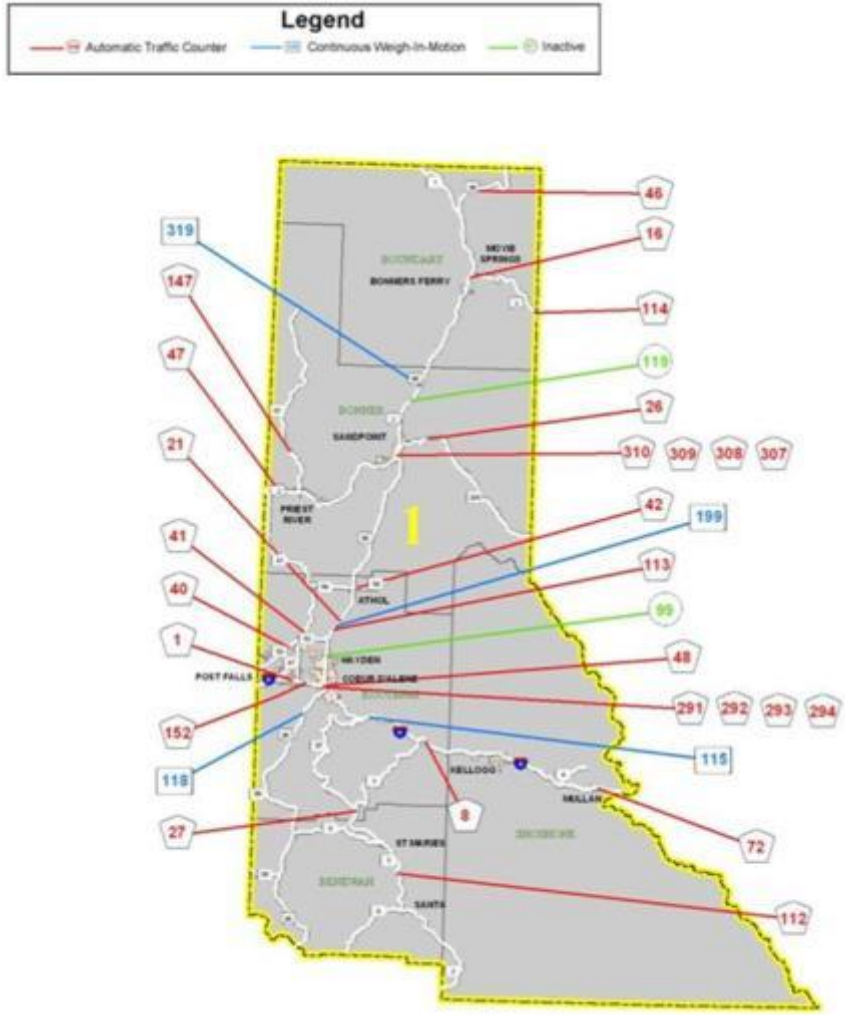 Legend
Automatic Traffic Counter Continuous Weigh-In-Motion Inactive
46
319
16
MOVIE SPRINGS
BOUNDARY
BONNERS FERRY
147
114
47
119
BONNER
26
SANDPOINT
21
310 309 308 307
PRIEST RIVER
1
42
199
41
113
ATHOL
40
99
1
HAYDEN
48
POST FALLS
COEUR D'ALENE
291 292 293 294
152
115
118
KELLOGG
8
MULLAN
27
72
ST MARIES
SHOSHONE
BENEWAH
SANTA
112